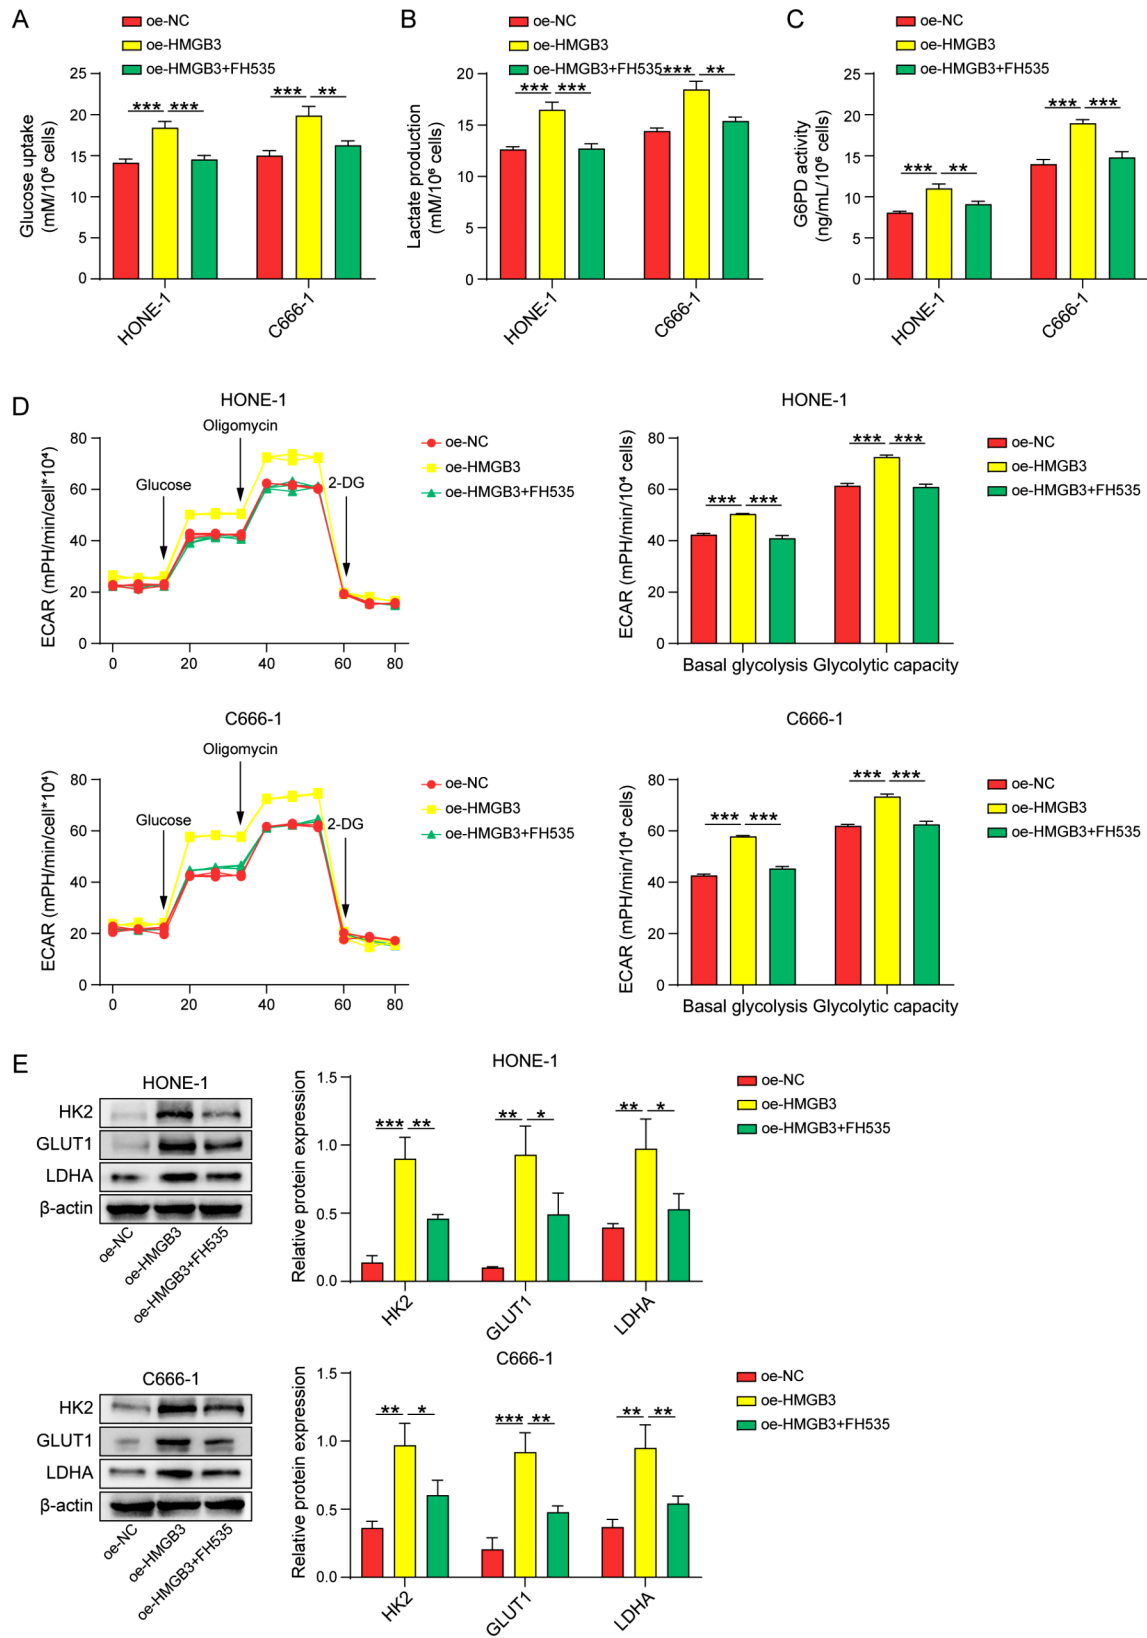 A
oe-NC
oe-HMGB3
oe-HMGB3+FH535
Glucose uptake
(mM/10⁶ cells)
25
20
15
10
5
0
*** *** *** **
HONE-1
C666-1
B
oe-NC
oe-HMGB3
oe-HMGB3+FH535
Lactate production
(mM/10⁶ cells)
20
15
10
5
0
*** *** *** **
HONE-1
C666-1
C
oe-NC
oe-HMGB3
oe-HMGB3+FH535
G6PD activity
(ng/mL/10⁶ cells)
25
20
15
10
5
0
*** ** *** ***
HONE-1
C666-1
D
HONE-1
ECAR (mPH/min/cell*10⁴)
80
60
40
20
0
0 20 40 60 80
Glucose
Oligomycin
2-DG
oe-NC
oe-HMGB3
oe-HMGB3+FH535
HONE-1
ECAR (mPH/min/10⁴ cells)
80
60
40
20
0
*** *** *** ***
Basal glycolysis Glycolytic capacity
oe-NC
oe-HMGB3
oe-HMGB3+FH535
C666-1
ECAR (mPH/min/cell*10⁴)
80
60
40
20
0
0 20 40 60 80
Glucose
Oligomycin
2-DG
oe-NC
oe-HMGB3
oe-HMGB3+FH535
C666-1
ECAR (mPH/min/10⁴ cells)
80
60
40
20
0
*** *** *** ***
Basal glycolysis Glycolytic capacity
oe-NC
oe-HMGB3
oe-HMGB3+FH535
E
HONE-1
HK2
GLUT1
LDHA
β-actin
oe-NC
oe-HMGB3
oe-HMGB3+FH535
HONE-1
Relative protein expression
1.5
1.0
0.5
0.0
*** ** ** * ** *
HK2
GLUT1
LDHA
oe-NC
oe-HMGB3
oe-HMGB3+FH535
C666-1
HK2
GLUT1
LDHA
β-actin
oe-NC
oe-HMGB3
oe-HMGB3+FH535
C666-1
Relative protein expression
1.5
1.0
0.5
0.0
** * *** ** ** **
HK2
GLUT1
LDHA
oe-NC
oe-HMGB3
oe-HMGB3+FH535